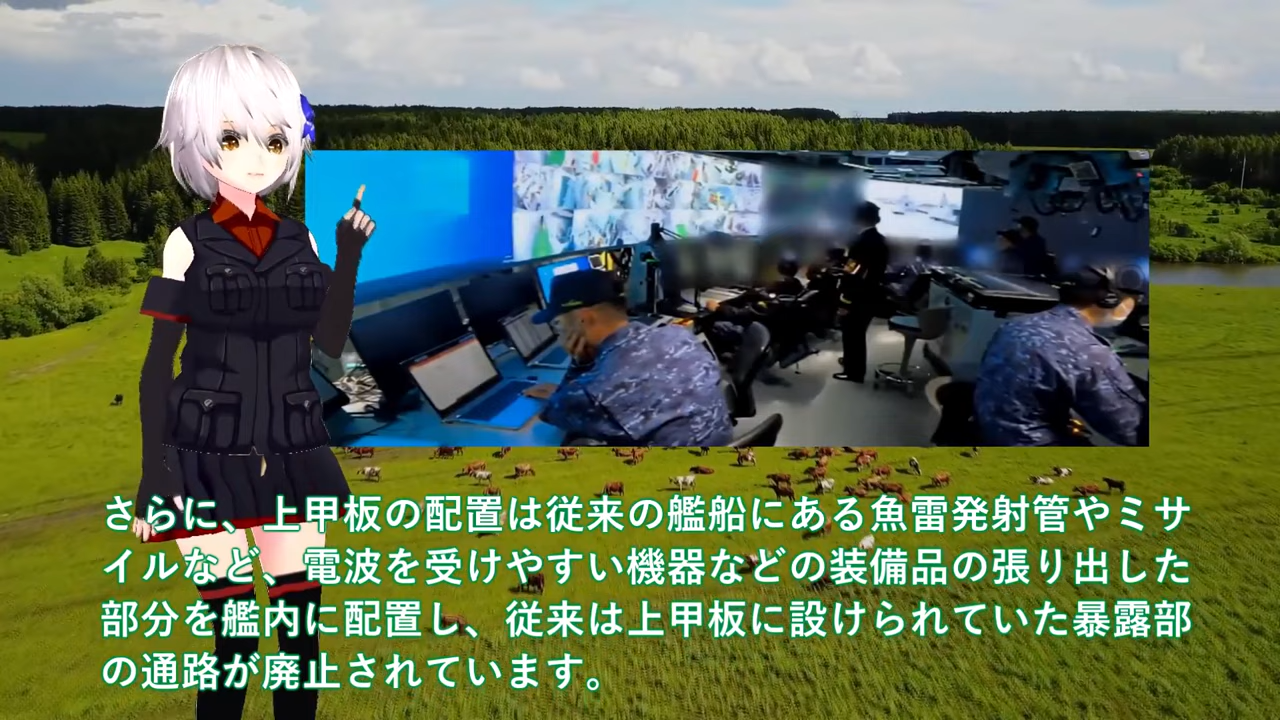 さらに、上甲板の配置は従来の艦船にある魚雷発射管やミサ
イルなど、電波を受けやすい機器などの装備品の張り出した
部分を艦内に配置し、従来は上甲板に設けられていた暴露部
の通路が廃止されています。